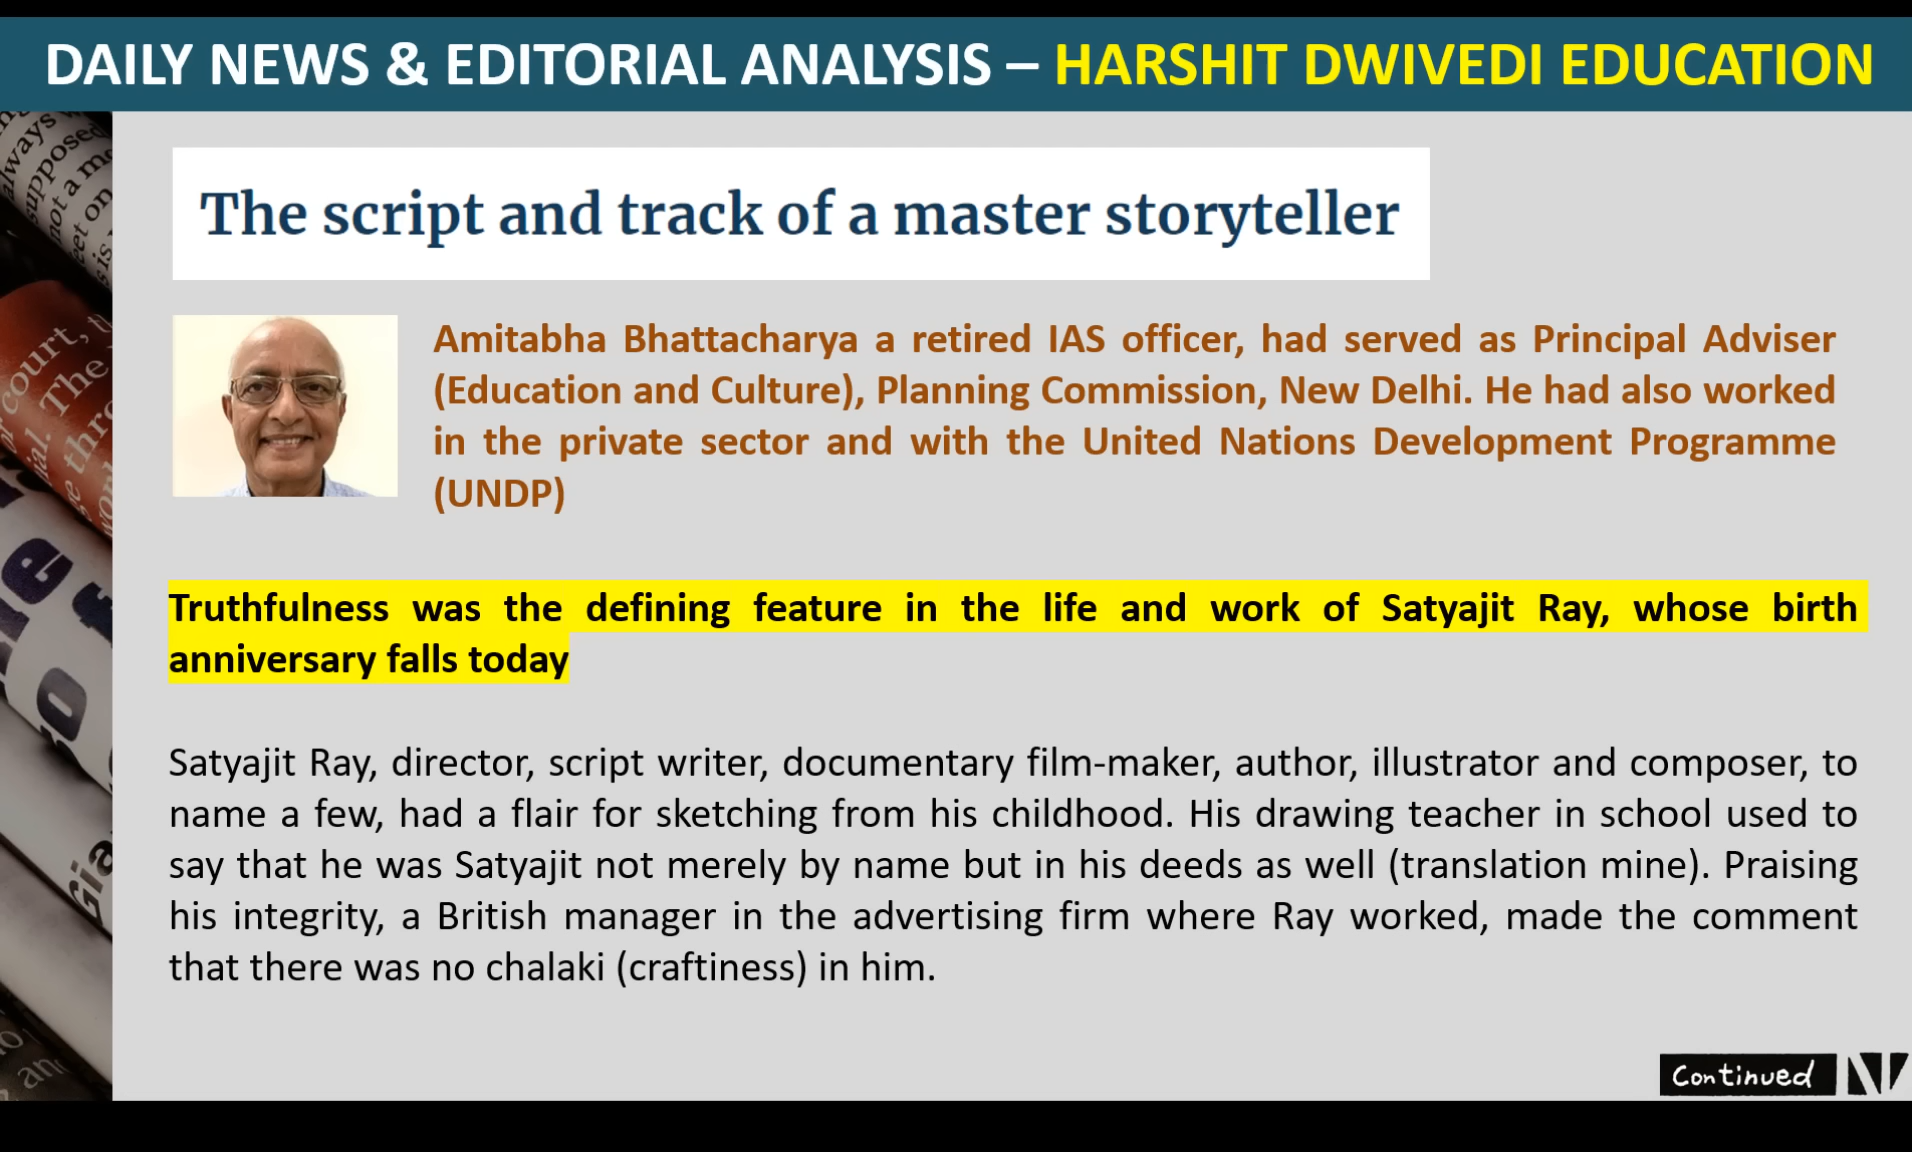 DAILY NEWS & EDITORIAL ANALYSIS – HARSHIT DWIVEDI EDUCATION
The script and track of a master storyteller
Amitabha Bhattacharya a retired IAS officer, had served as Principal Adviser
(Education and Culture), Planning Commission, New Delhi. He had also worked
in the private sector and with the United Nations Development Programme
(UNDP)
Truthfulness was the defining feature in the life and work of Satyajit Ray, whose birth
anniversary falls today
Satyajit Ray, director, script writer, documentary film-maker, author, illustrator and composer, to
name a few, had a flair for sketching from his childhood. His drawing teacher in school used to
say that he was Satyajit not merely by name but in his deeds as well (translation mine). Praising
his integrity, a British manager in the advertising firm where Ray worked, made the comment
that there was no chalaki (craftiness) in him.
Continued
always
supposed
not a
eet on
court,
The